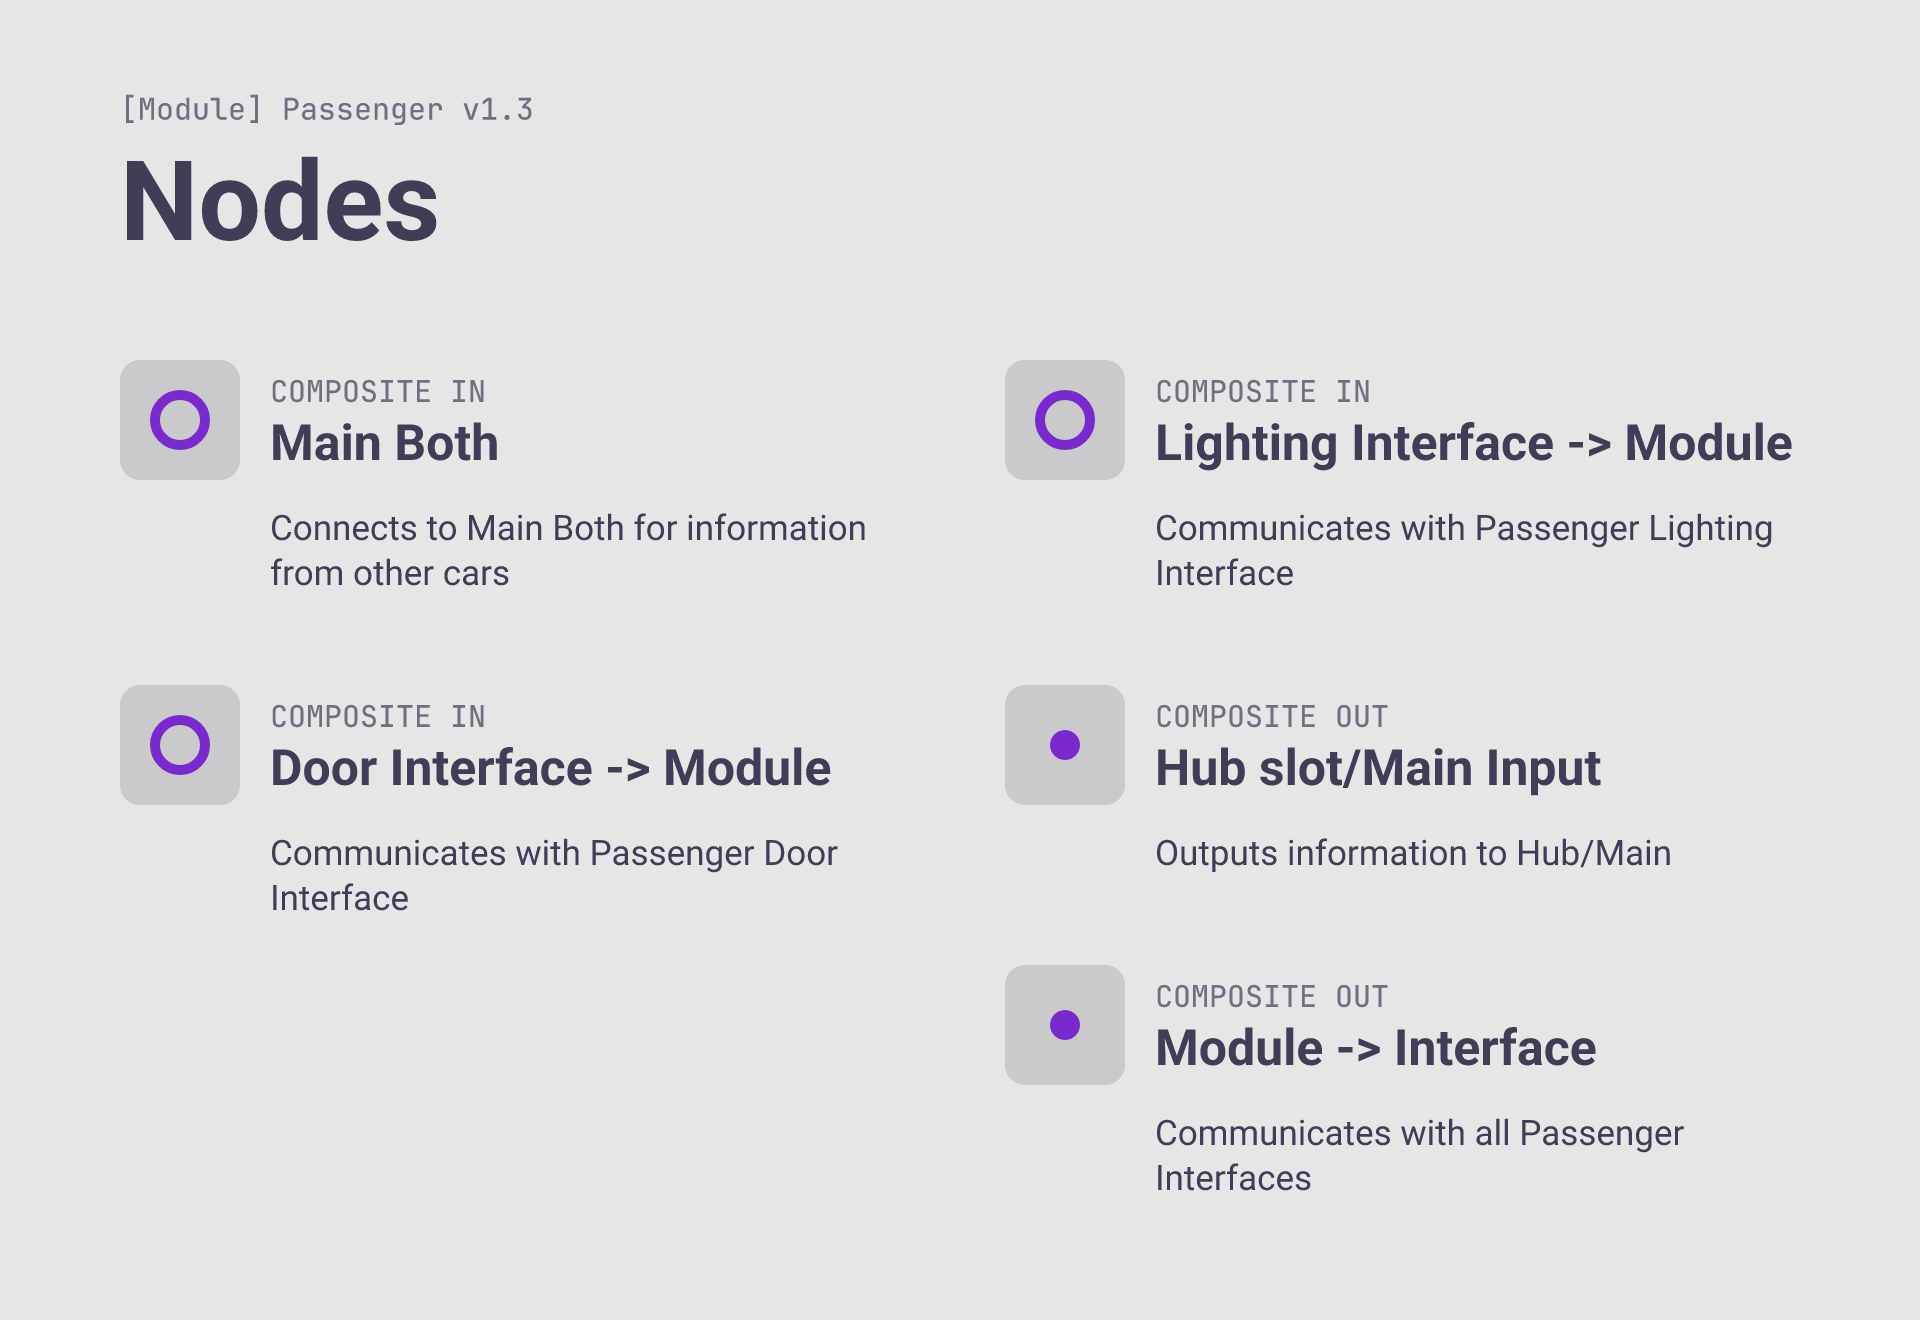 [Module] Passenger v1.3
Nodes
COMPOSITE IN
Main Both
Connects to Main Both for information
from other cars
COMPOSITE IN
Lighting Interface -> Module
Communicates with Passenger Lighting
Interface
COMPOSITE IN
Door Interface -> Module
Communicates with Passenger Door
Interface
COMPOSITE OUT
Hub slot/Main Input
Outputs information to Hub/Main
COMPOSITE OUT
Module -> Interface
Communicates with all Passenger
Interfaces